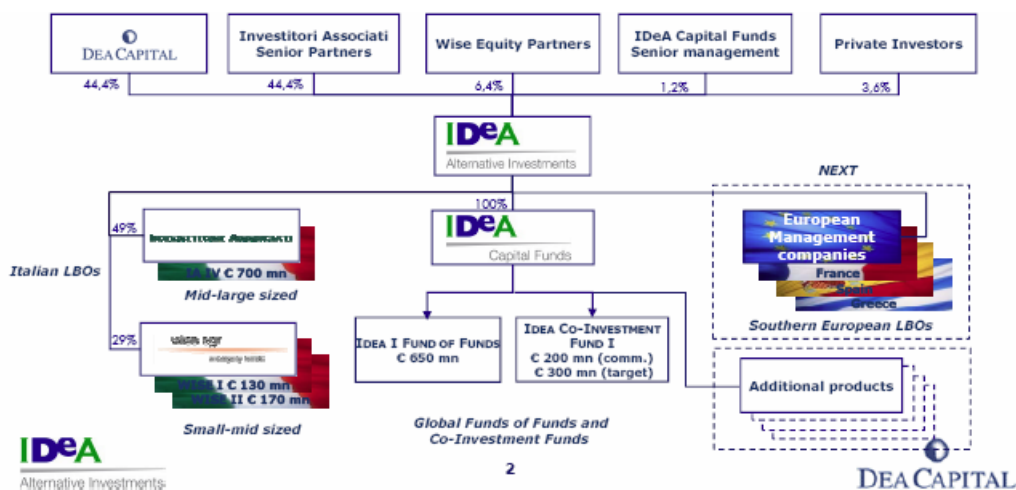 DEA CAPITAL
Investitori Associati
Senior Partners
Wise Equity Partners
IDeA Capital Funds
Senior management
Private Investors
44,4%
44,4%
6,4%
1,2%
3,6%
IDeA
Alternative Investments
NEXT
100%
49%
INVESTITORI ASSOCIATI
IA IV € 700 mn
Mid-large sized
IDeA
Capital Funds
European
Management
companies
France
Spain
Greece
Southern European LBOs
Italian LBOs
29%
wise sgr
WISE I € 130 mn
WISE II € 170 mn
Small-mid sized
IDEA I FUND OF FUNDS
€ 650 mn
IDEA CO-INVESTMENT
FUND I
€ 200 mn (comm.)
€ 300 mn (target)
Additional products
Global Funds of Funds and
Co-Investment Funds
IDeA
Alternative Investments
2
DEA CAPITAL